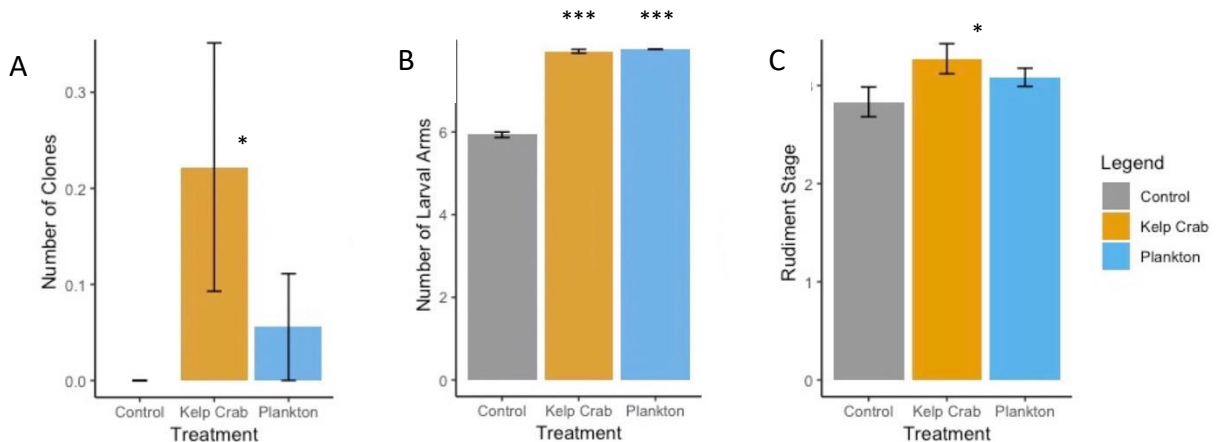 A
Number of Clones
0.3
0.2
0.1
0.0
*
Control Kelp Crab Plankton
Treatment
B
Number of Larval Arms
6
4
2
0
*** ***
Control Kelp Crab Plankton
Treatment
C
Rudiment Stage
2
1
0
*
Control Kelp Crab Plankton
Treatment
Legend
Control
Kelp Crab
Plankton